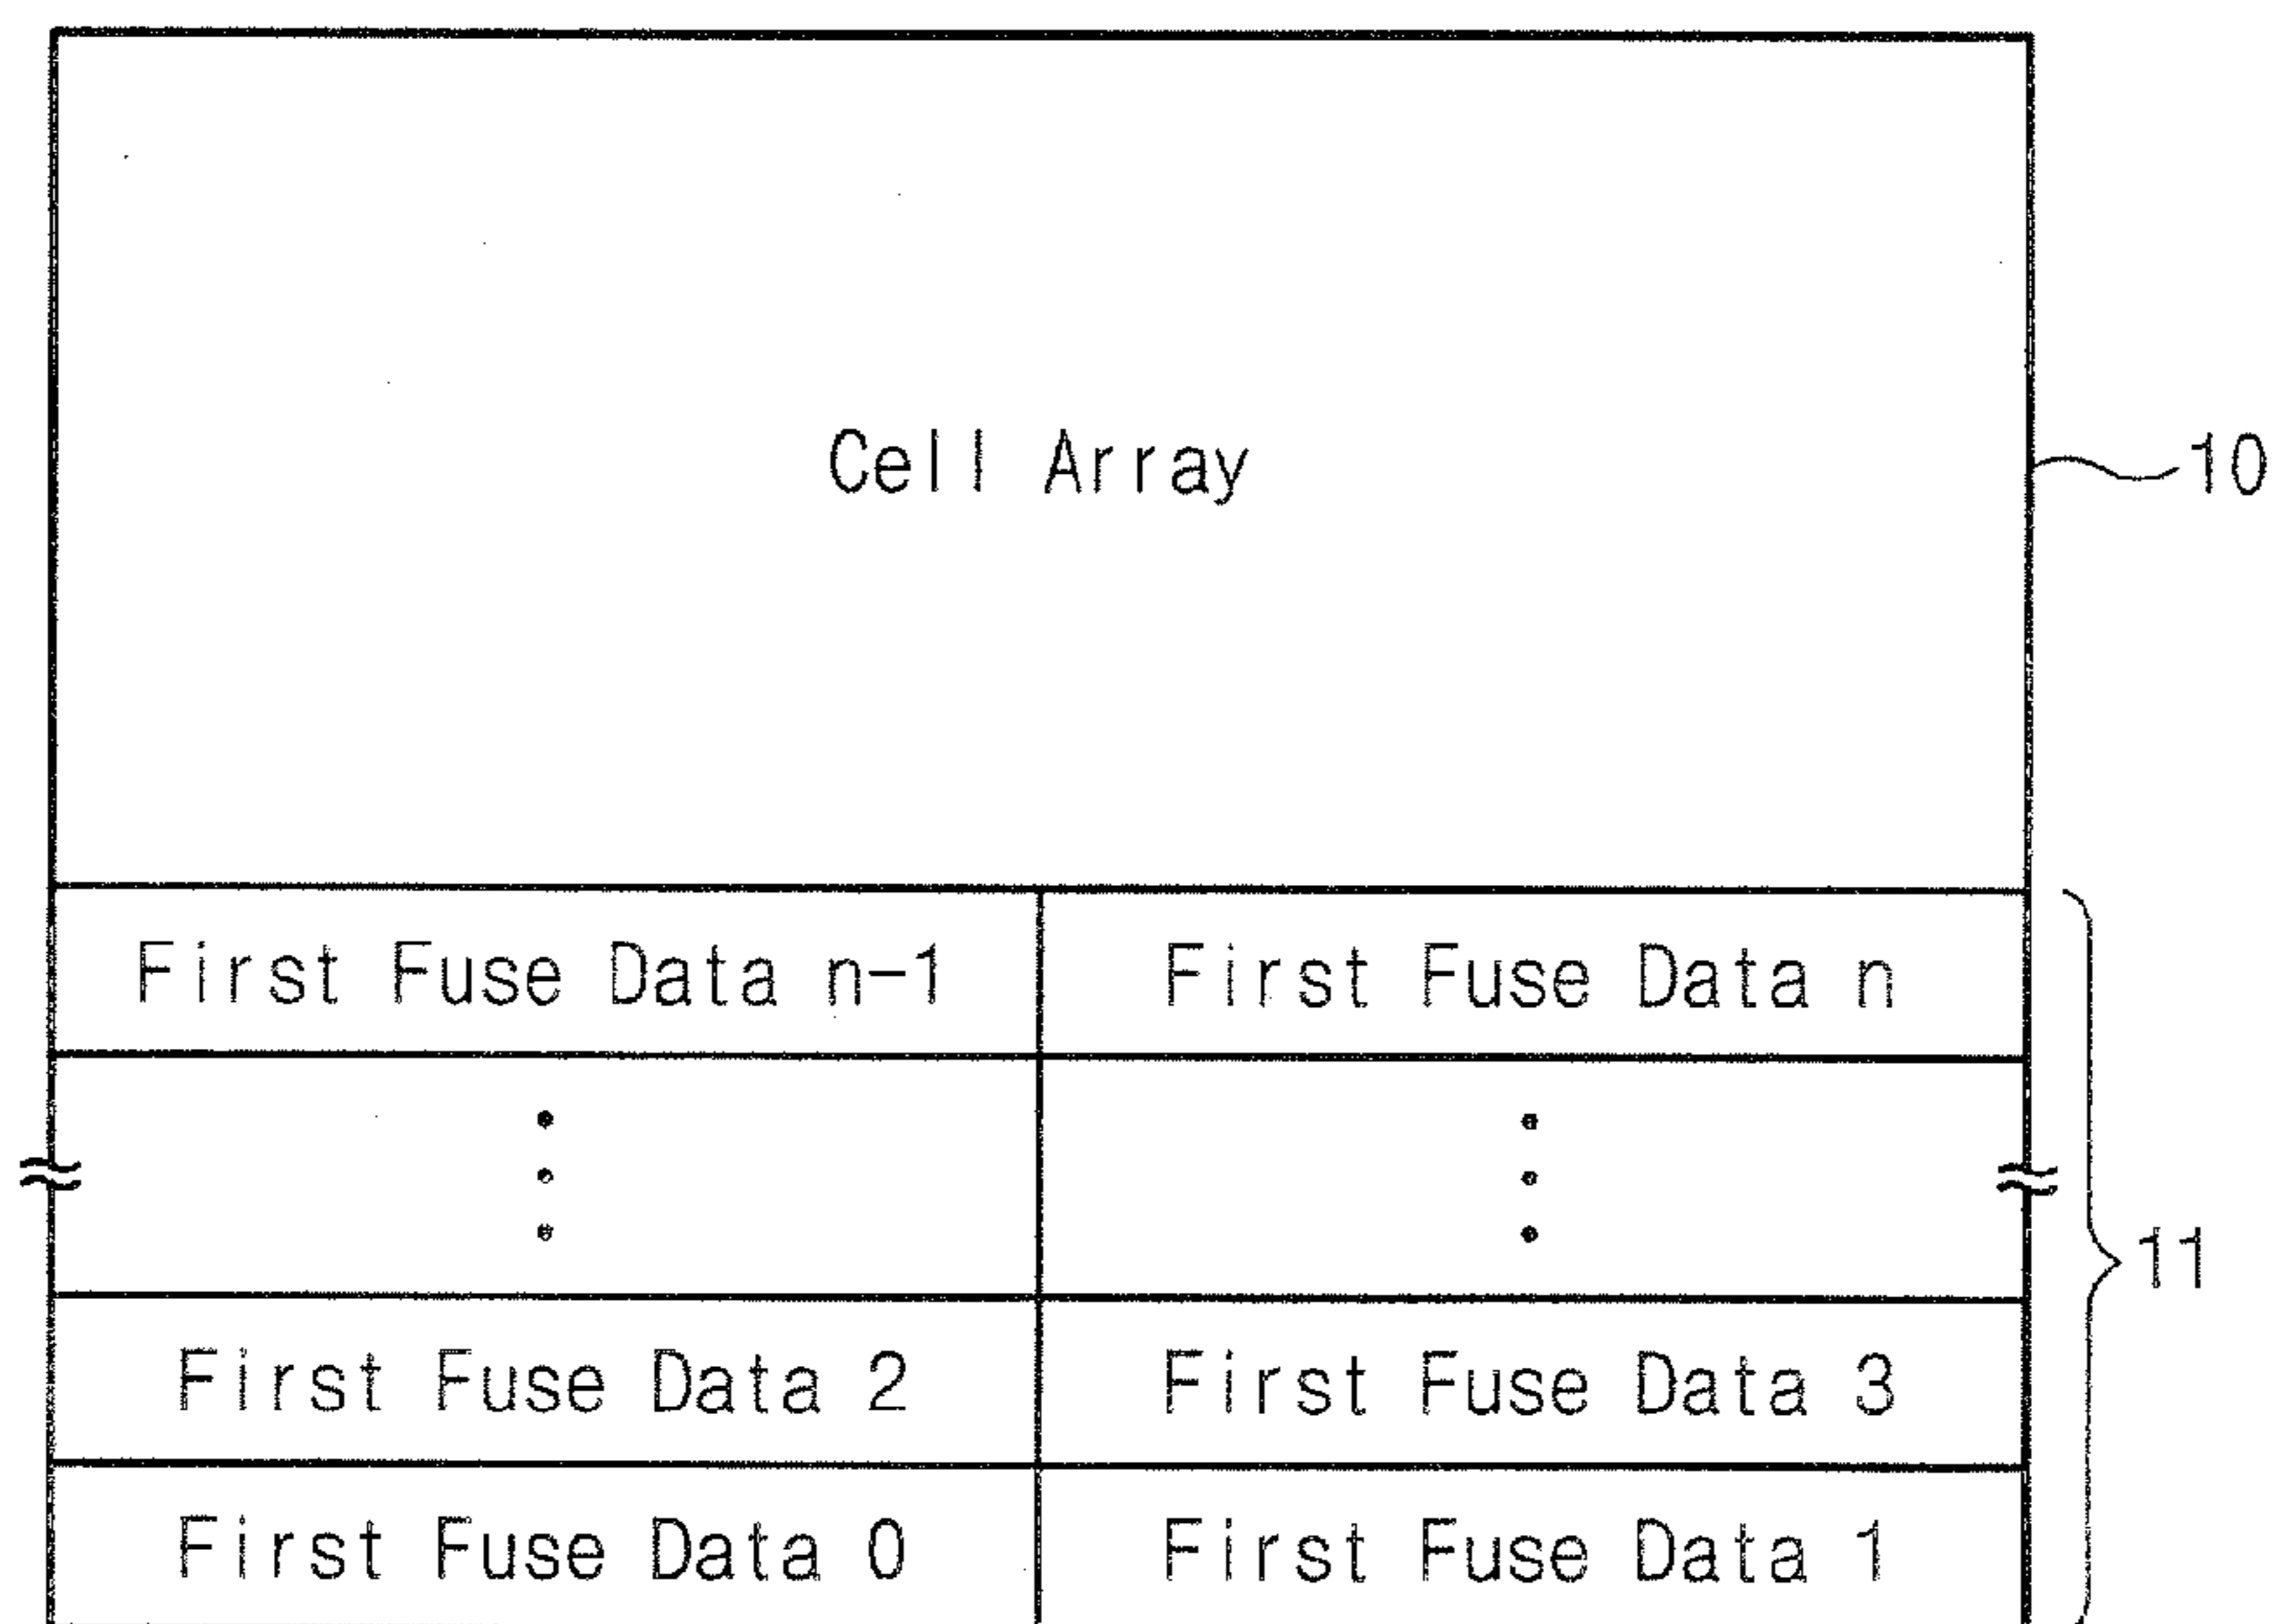 Cell Array
10
First Fuse Data n-1
First Fuse Data n
11
First Fuse Data 2
First Fuse Data 3
First Fuse Data 0
First Fuse Data 1